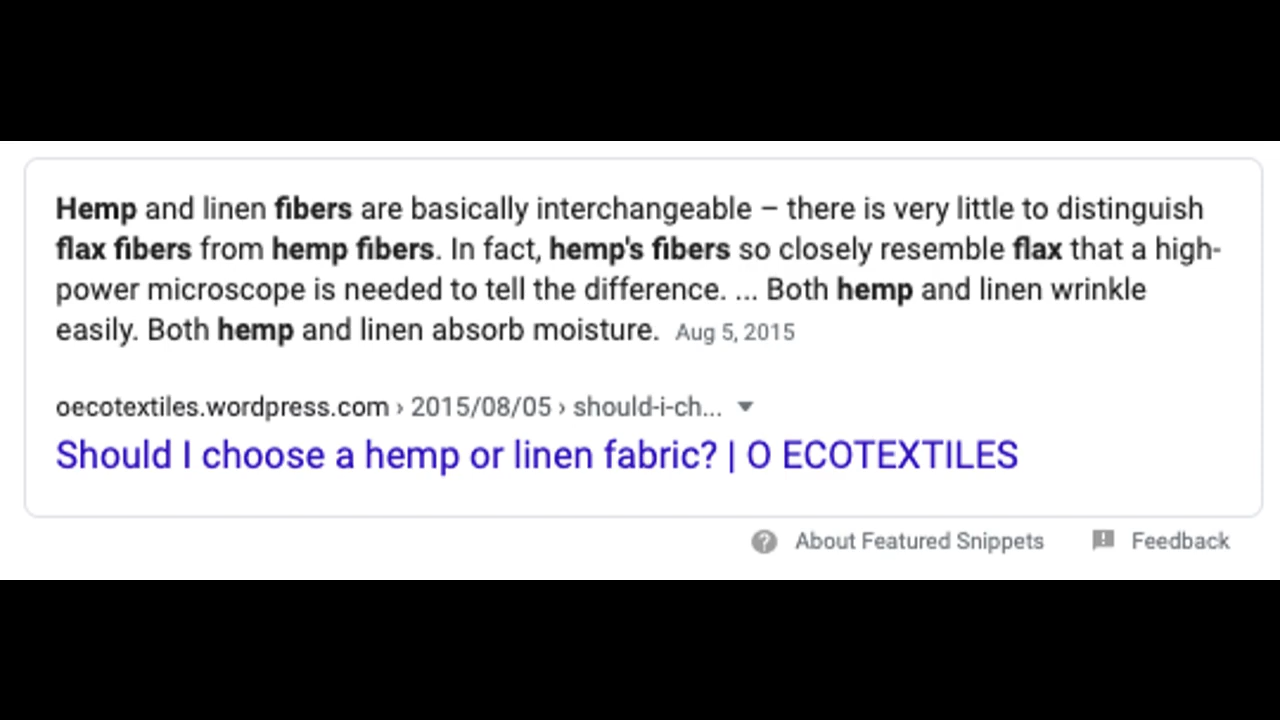 Hemp and linen fibers are basically interchangeable – there is very little to distinguish
flax fibers from hemp fibers. In fact, hemp's fibers so closely resemble flax that a high-
power microscope is needed to tell the difference. ... Both hemp and linen wrinkle
easily. Both hemp and linen absorb moisture. Aug 5, 2015
oecotextiles.wordpress.com › 2015/08/05 › should-i-ch...
Should I choose a hemp or linen fabric? | O ECOTEXTILES
About Featured Snippets Feedback